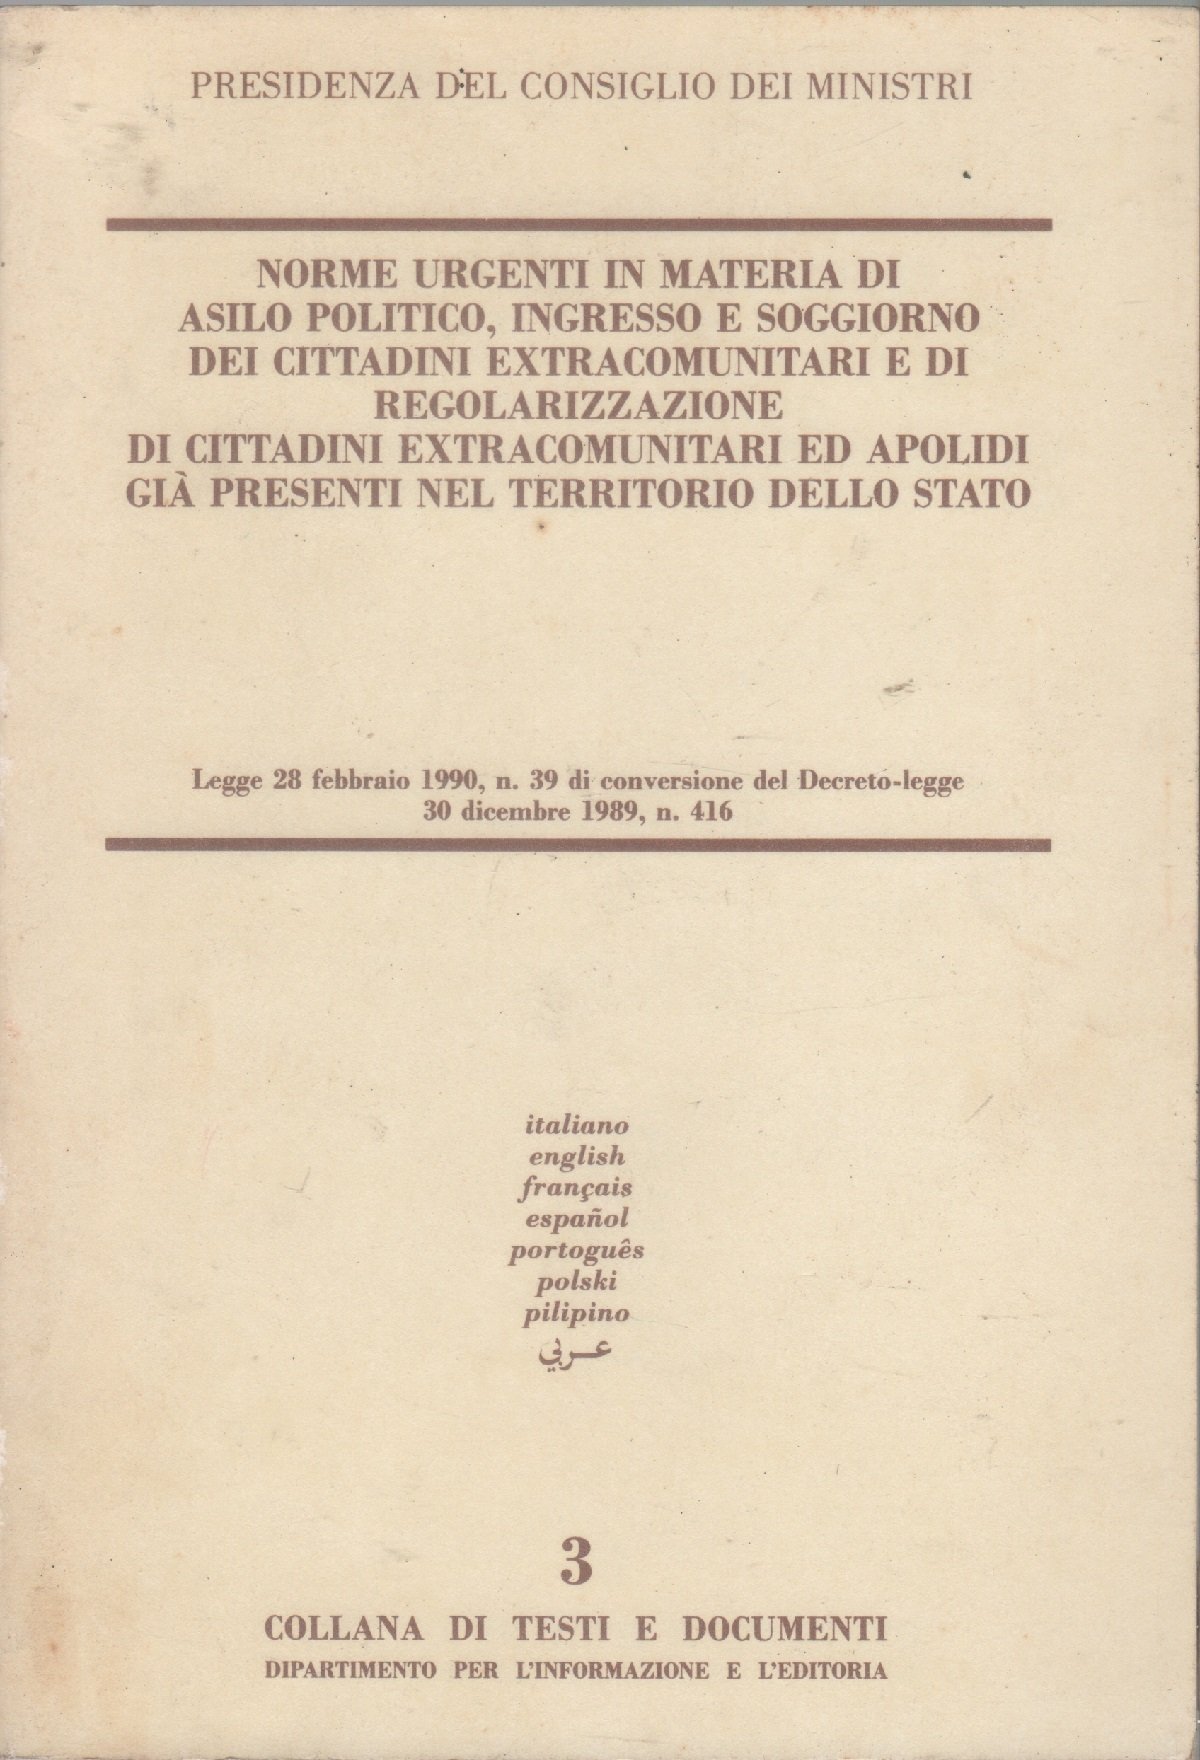 PRESIDENZA DEL CONSIGLIO DEI MINISTRI
NORME URGENTI IN MATERIA DI
ASILO POLITICO, INGRESSO E SOGGIORNO
DEI CITTADINI EXTRACOMUNITARI E DI
REGOLARIZZAZIONE
DI CITTADINI EXTRACOMUNITARI ED APOLIDI
GIÀ PRESENTI NEL TERRITORIO DELLO STATO
Legge 28 febbraio 1990, n. 39 di conversione del Decreto-legge
30 dicembre 1989, n. 416
italiano
english
français
español
portoguês
polski
pilipino
عـربي
3
COLLANA DI TESTI E DOCUMENTI
DIPARTIMENTO PER L'INFORMAZIONE E L'EDITORIA